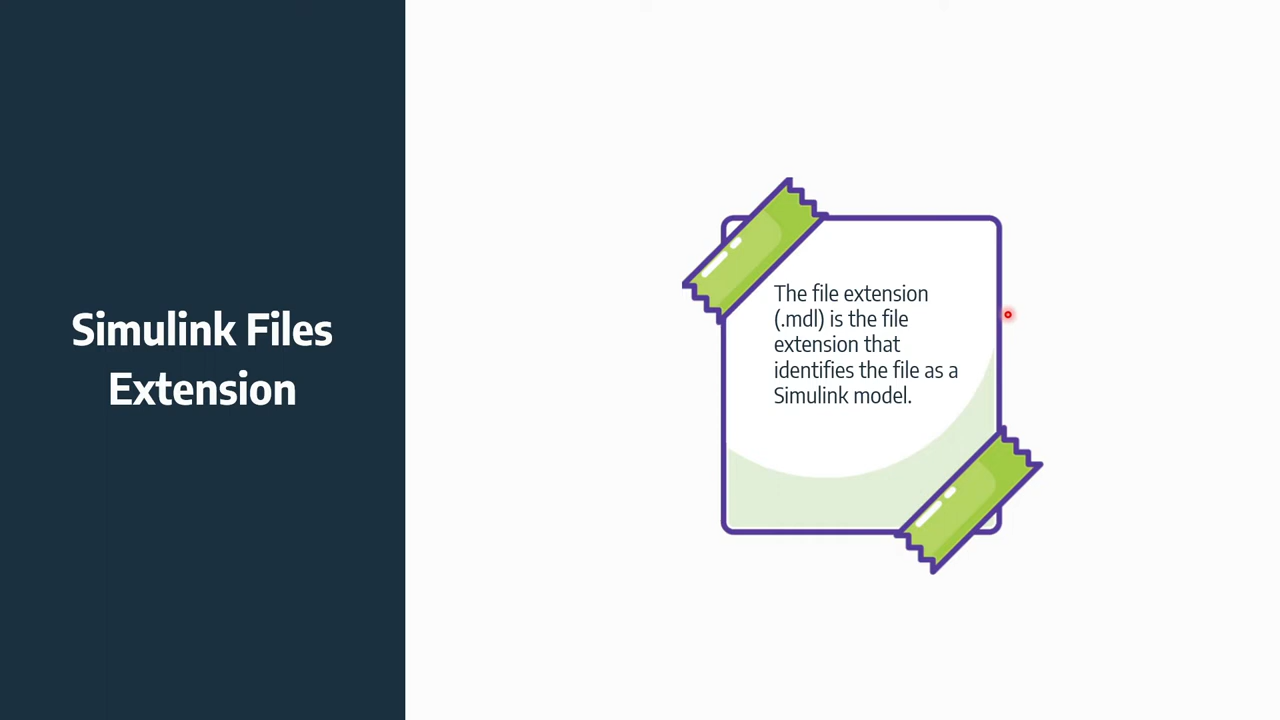 Simulink Files
Extension
The file extension
(.mdl) is the file
extension that
identifies the file as a
Simulink model.